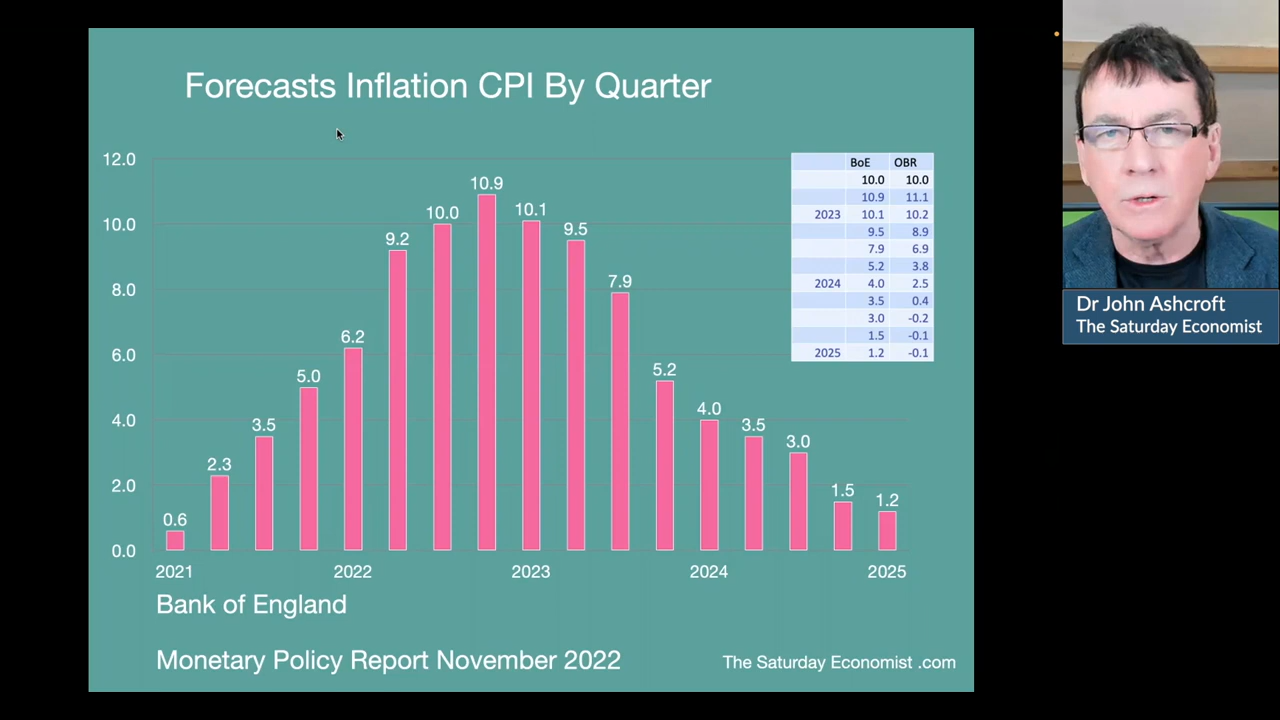 Forecasts Inflation CPI By Quarter
12.0
10.0
8.0
6.0
4.0
2.0
0.0
0.6
2.3
3.5
5.0
6.2
9.2
10.0
10.9
10.1
9.5
7.9
5.2
4.0
3.5
3.0
1.5
1.2
2021 2022 2023 2024 2025
BoE OBR
10.0 10.0
10.9 11.1
2023 10.1 10.2
9.5 8.9
7.9 6.9
5.2 3.8
2024 4.0 2.5
3.5 0.4
3.0 -0.2
1.5 -0.1
2025 1.2 -0.1
Bank of England
Monetary Policy Report November 2022
The Saturday Economist .com
Dr John Ashcroft
The Saturday Economist